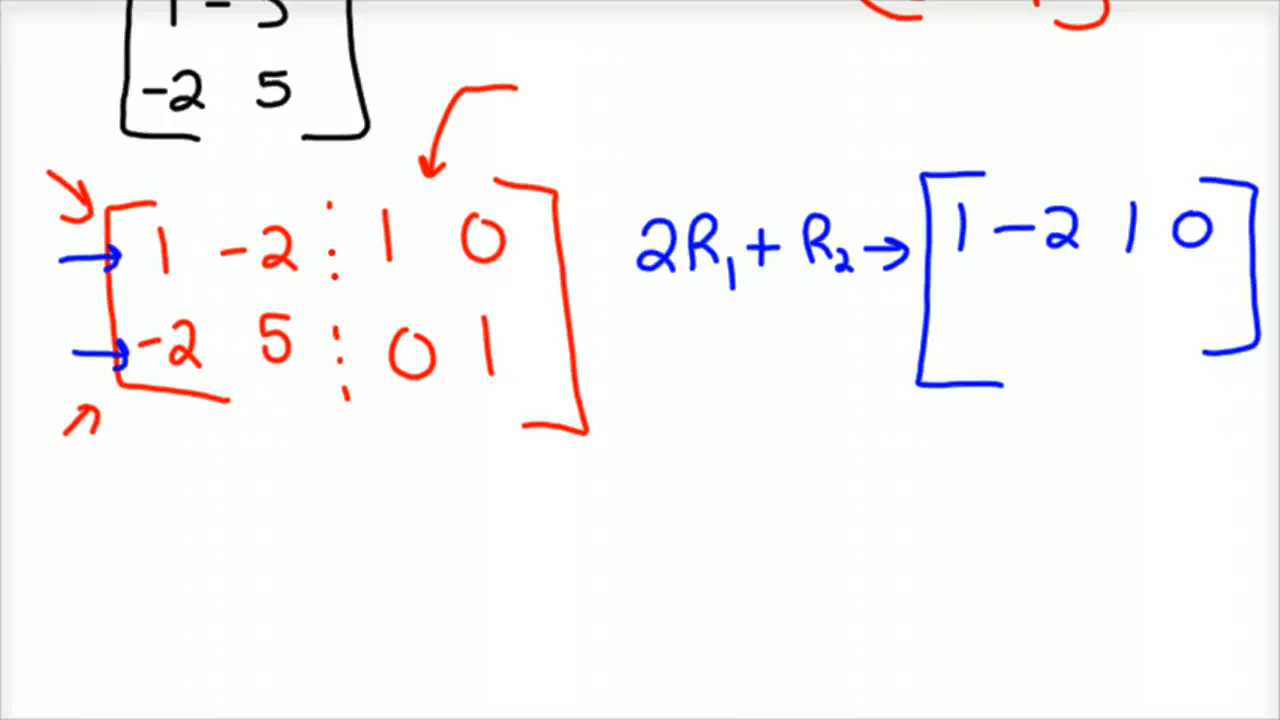 -2 5
1 -2 ⋮ 1 0
-2 5 ⋮ 0 1
2R₁ + R₂ → 1 -2 1 0